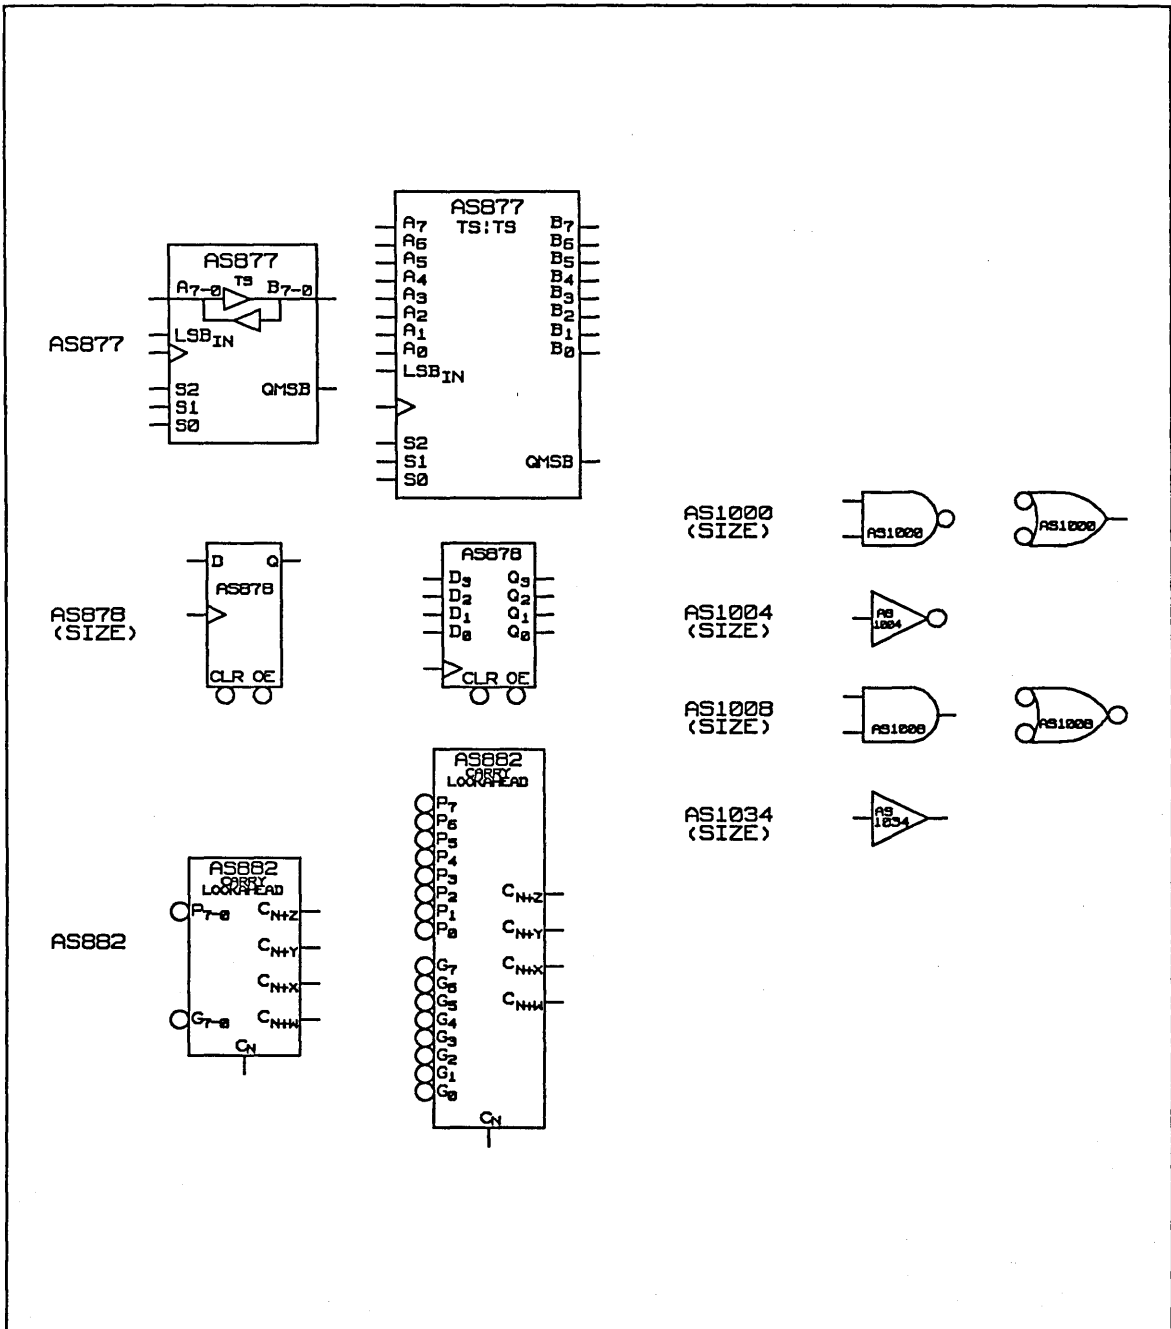 AS877
AS877
TS
A7-0 B7-0
LSBIN
S2
S1
S0
QMSB
AS877
TS:TS
A7 B7
A6 B6
A5 B5
A4 B4
A3 B3
A2 B2
A1 B1
A0 B0
LSBIN
S2
S1
S0
QMSB
AS878
(SIZE)
D Q
AS878
CLR OE
AS878
D3 Q3
D2 Q2
D1 Q1
D0 Q0
CLR OE
AS882
AS882
CARRY
LOOKAHEAD
P7-0 CN+Z
CN+Y
CN+X
G7-0 CN+W
CN
AS882
CARRY
LOOKAHEAD
P7
P6
P5
P4
P3
P2 CN+Z
P1
P0 CN+Y
G7 CN+X
G6
G5 CN+W
G4
G3
G2
G1
G0
CN
AS1000
(SIZE)
AS1000
AS1000
AS1004
(SIZE)
AS
1004
AS1008
(SIZE)
AS1008
AS1008
AS1034
(SIZE)
AS
1034